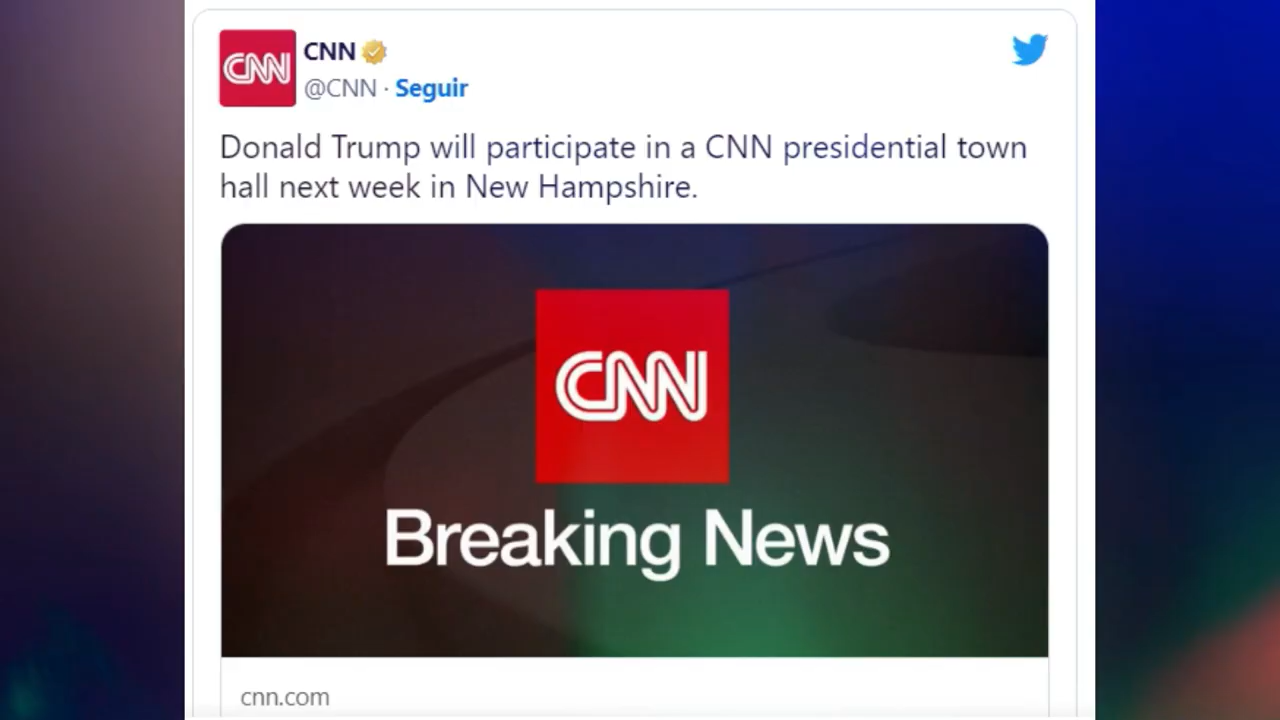 CNN
CNN
@CNN · Seguir
Donald Trump will participate in a CNN presidential town
hall next week in New Hampshire.
CNN
Breaking News
cnn.com